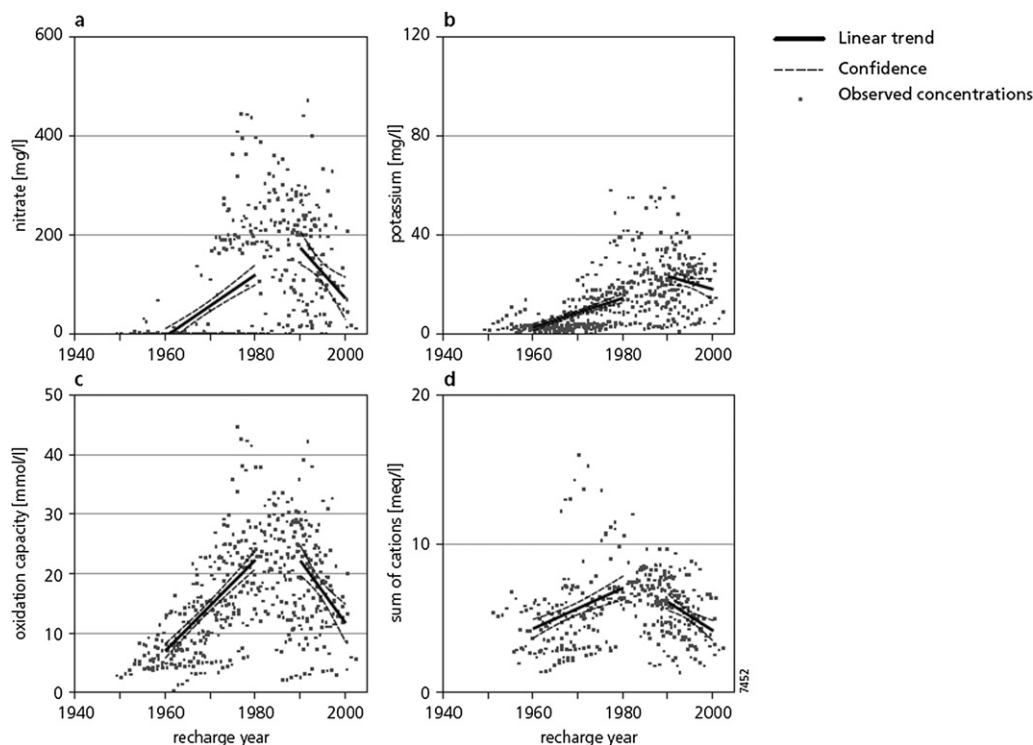 a
600
400
200
0
nitrate [mg/l]
1940 1960 1980 2000
b
120
80
40
0
potassium [mg/l]
1940 1960 1980 2000
Linear trend
Confidence
Observed concentrations
c
50
40
30
20
10
0
oxidation capacity [mmol/l]
1940 1960 1980 2000
recharge year
d
20
10
0
sum of cations [meq/l]
1940 1960 1980 2000
recharge year
7452